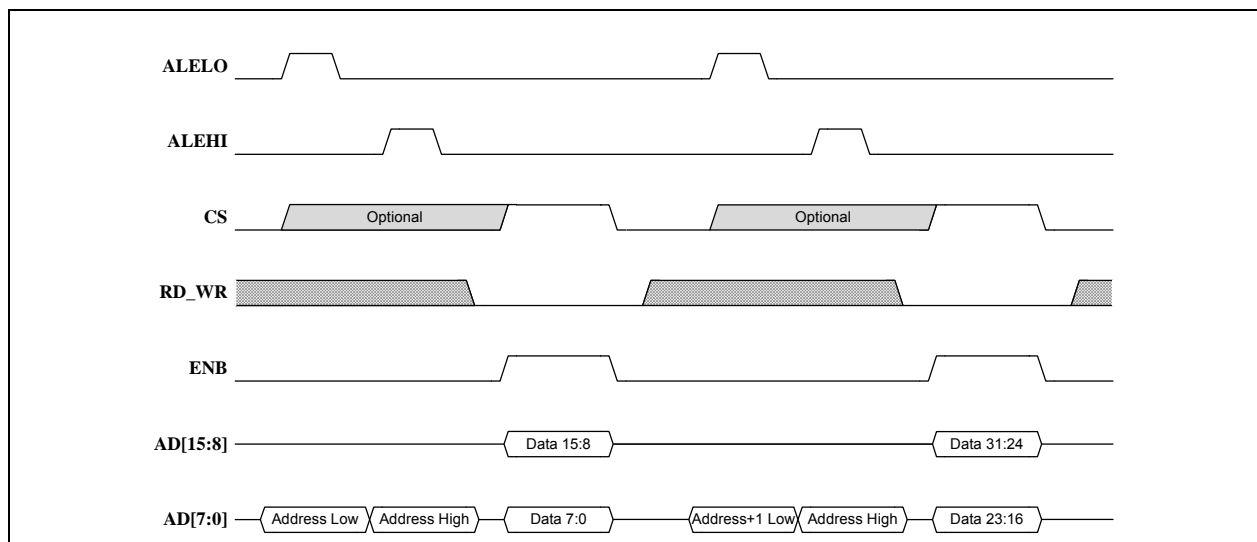 ALELO
ALEHI
CS Optional Optional
RD_WR
ENB
AD[15:8] Data 15:8 Data 31:24
AD[7:0] Address Low Address High Data 7:0 Address+1 Low Address High Data 23:16